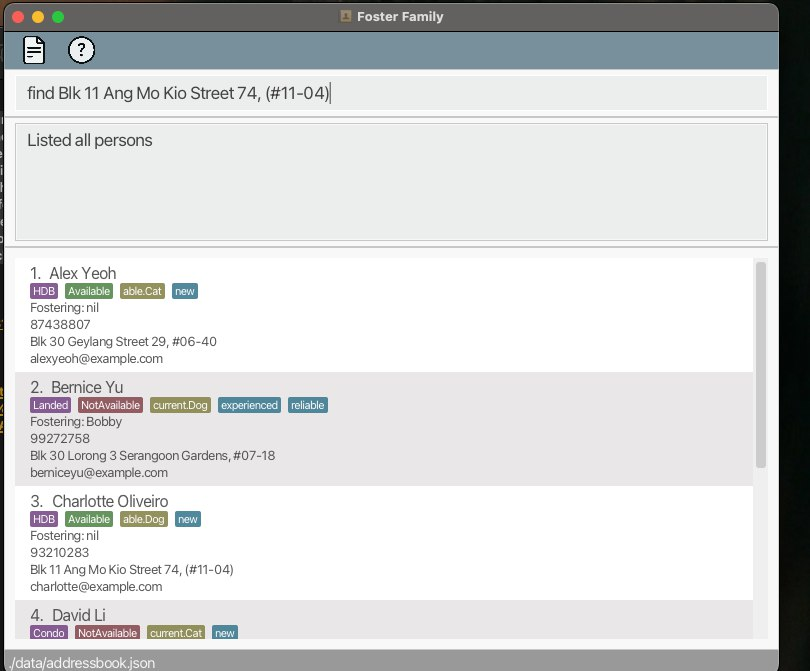 Foster Family
?
find Blk 11 Ang Mo Kio Street 74, (#11-04)
Listed all persons
1. Alex Yeoh
HDB Available able.Cat new
Fostering: nil
87438807
Blk 30 Geylang Street 29, #06-40
alexyeoh@example.com
2. Bernice Yu
Landed NotAvailable current.Dog experienced reliable
Fostering: Bobby
99272758
Blk 30 Lorong 3 Serangoon Gardens, #07-18
berniceyu@example.com
3. Charlotte Oliveiro
HDB Available able.Dog new
Fostering: nil
93210283
Blk 11 Ang Mo Kio Street 74, (#11-04)
charlotte@example.com
4. David Li
Condo NotAvailable current.Cat new
./data/addressbook.json